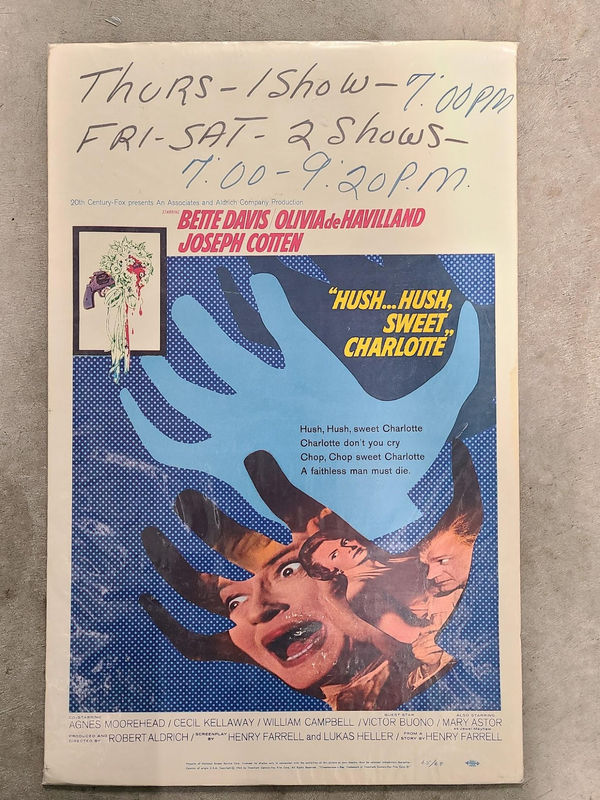 THURS - 1 Show - 7:00 PM
FRI - SAT - 2 Shows -
7:00 - 9:20 P.M.
20th Century-Fox presents An Associates and Aldrich Company Production
STARRING BETTE DAVIS OLIVIA de HAVILLAND
JOSEPH COTTEN
"HUSH...HUSH,
SWEET
CHARLOTTE"
Hush, Hush, sweet Charlotte
Charlotte don't you cry
Chop, Chop sweet Charlotte
A faithless man must die.
CO-STARRING GUEST STAR ALSO STARRING
AGNES MOOREHEAD / CECIL KELLAWAY / WILLIAM CAMPBELL / VICTOR BUONO / MARY ASTOR
as Jewel Mayhew
PRODUCED AND DIRECTED BY ROBERT ALDRICH / SCREENPLAY BY HENRY FARRELL and LUKAS HELLER / FROM A STORY BY HENRY FARRELL